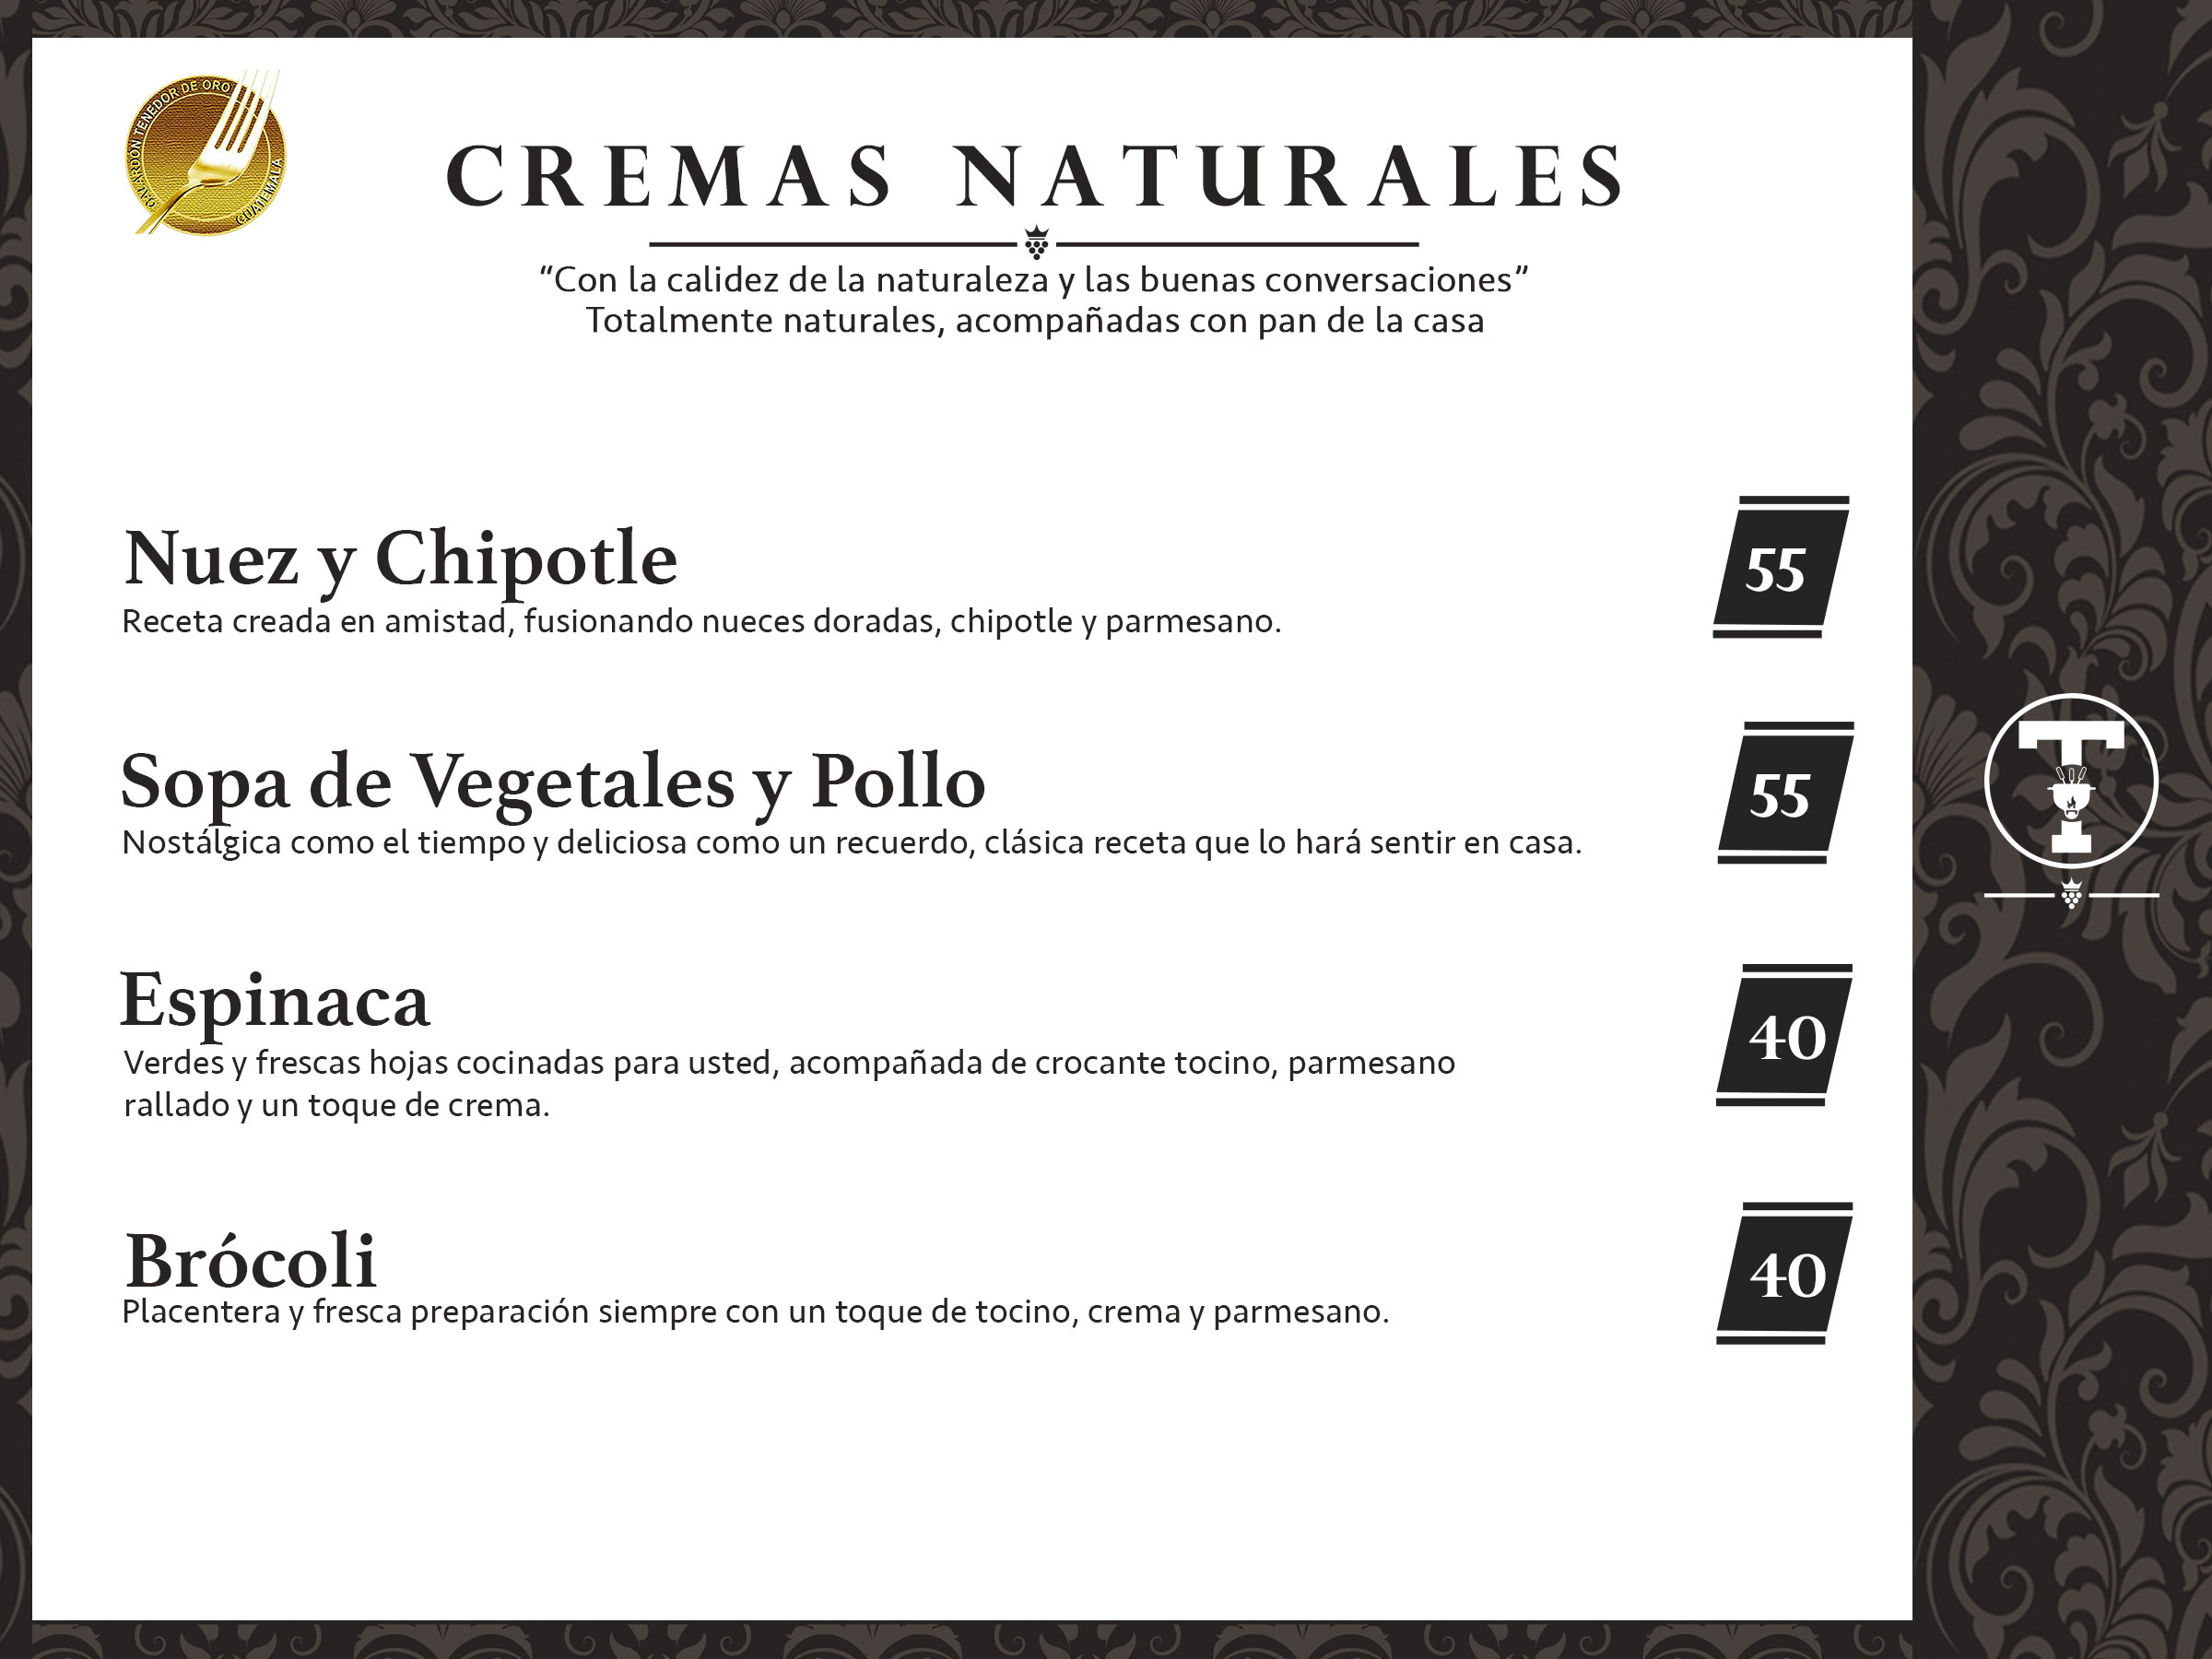 GALARDÓN TENEDOR DE ORO
GUATEMALA
CREMAS NATURALES
“Con la calidez de la naturaleza y las buenas conversaciones”
Totalmente naturales, acompañadas con pan de la casa
Nuez y Chipotle
55
Receta creada en amistad, fusionando nueces doradas, chipotle y parmesano.
Sopa de Vegetales y Pollo
55
Nostálgica como el tiempo y deliciosa como un recuerdo, clásica receta que lo hará sentir en casa.
Espinaca
40
Verdes y frescas hojas cocinadas para usted, acompañada de crocante tocino, parmesano
rallado y un toque de crema.
Brócoli
40
Placentera y fresca preparación siempre con un toque de tocino, crema y parmesano.
T